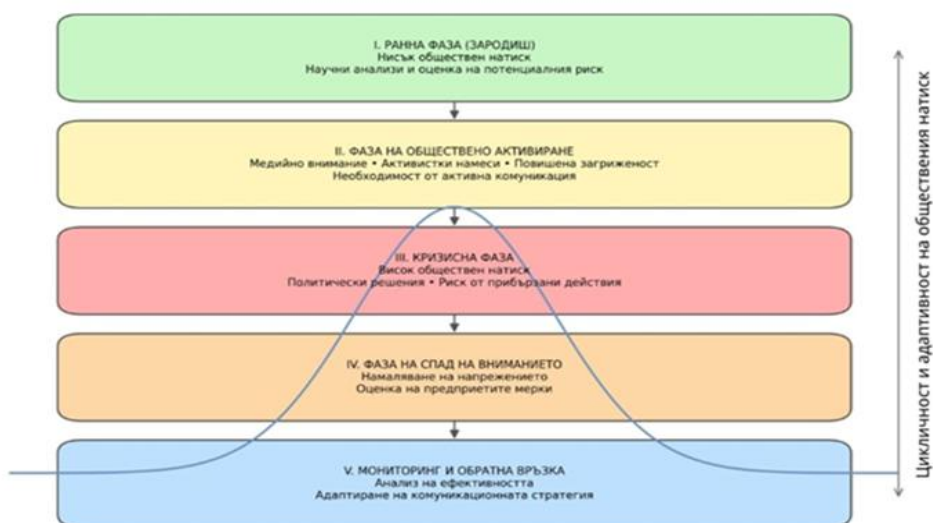 I. РАННА ФАЗА (ЗАРОДИШ)
Нисък обществен натиск
Научни анализи и оценка на потенциалния риск
II. ФАЗА НА ОБЩЕСТВЕНО АКТИВИРАНЕ
Медийно внимание • Активистки намеси • Повишена загриженост
Необходимост от активна комуникация
III. КРИЗИСНА ФАЗА
Висок обществен натиск
Политически решения • Риск от прибързани действия
IV. ФАЗА НА СПАД НА ВНИМАНИЕТО
Намаляване на напрежението
Оценка на предприетите мерки
V. МОНИТОРИНГ И ОБРАТНА ВРЪЗКА
Анализ на ефективността
Адаптиране на комуникационната стратегия
Цикличност и адаптивност на обществения натиск